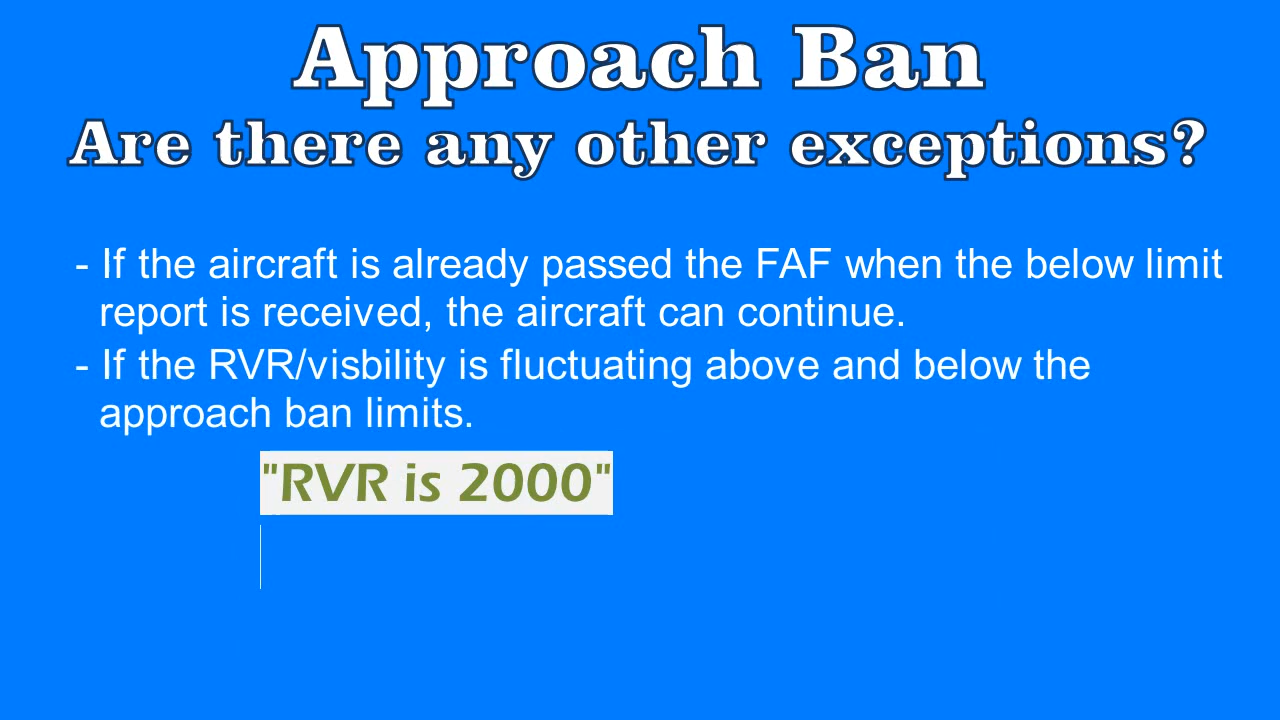 Approach Ban
Are there any other exceptions?
- If the aircraft is already passed the FAF when the below limit
report is received, the aircraft can continue.
- If the RVR/visbility is fluctuating above and below the
approach ban limits.
"RVR is 2000"